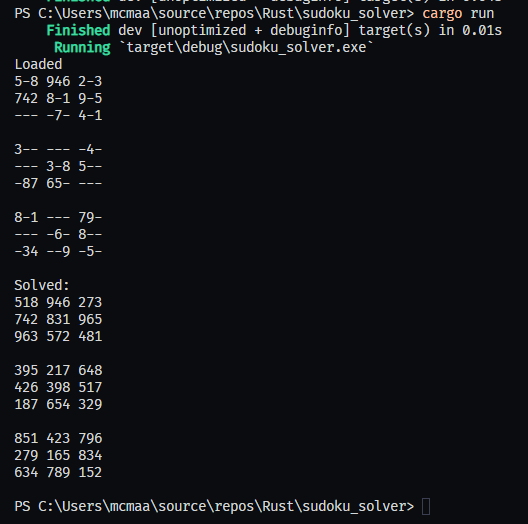 PS C:\Users\mcmaa\source\repos\Rust\sudoku_solver> cargo run
    Finished dev [unoptimized + debuginfo] target(s) in 0.01s
     Running `target\debug\sudoku_solver.exe`
Loaded
5-8 946 2-3
742 8-1 9-5
--- -7- 4-1

3-- --- -4-
--- 3-8 5--
-87 65- ---

8-1 --- 79-
--- -6- 8--
-34 --9 -5-

Solved:
518 946 273
742 831 965
963 572 481

395 217 648
426 398 517
187 654 329

851 423 796
279 165 834
634 789 152

PS C:\Users\mcmaa\source\repos\Rust\sudoku_solver>